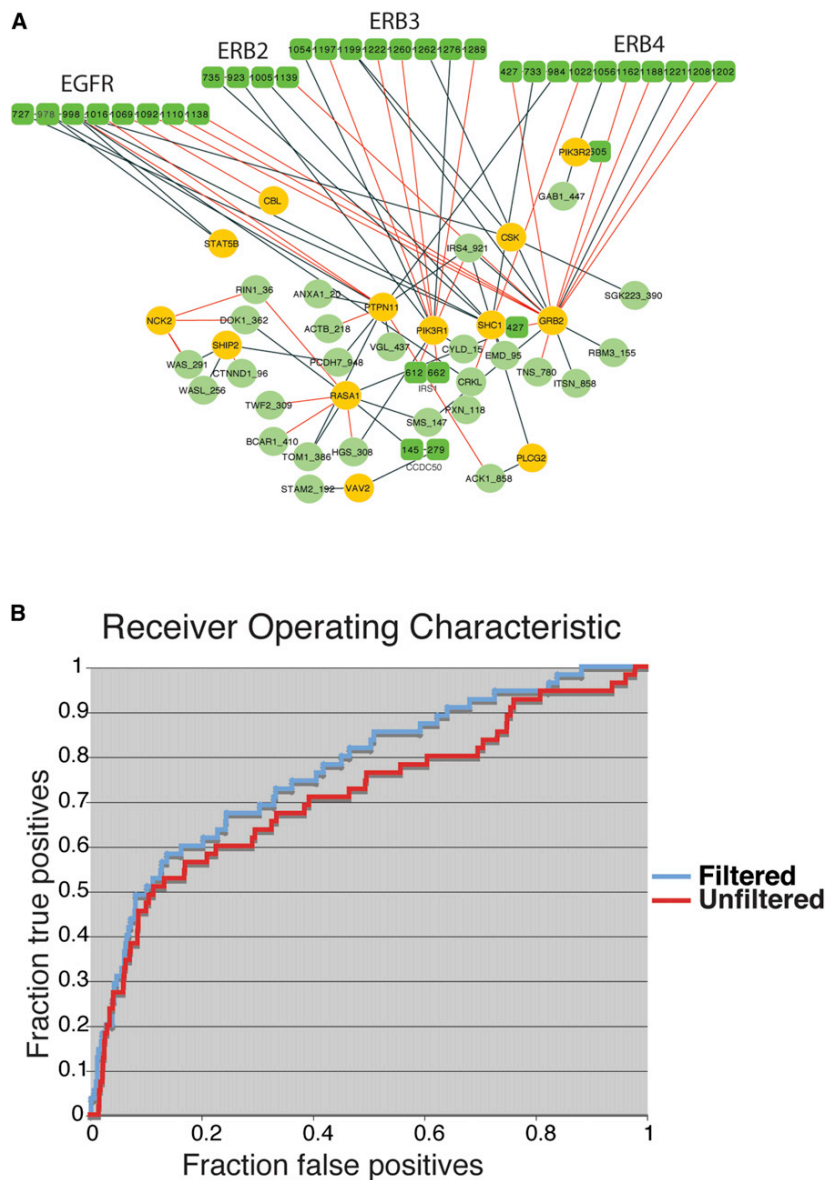 A
ERB3
ERB2
ERB4
EGFR
1054 1197 1199 1222 1260 1262 1276 1289
735 923 1005 1139
427 733 984 1022 1056 1162 1188 1221 1208 1202
727 978 998 1016 1069 1092 1110 1138
PIK3R2 605
GAB1_447
CBL
STAT5B
CSK
IRS4_921
RIN1_36
ANXA1_20
SGK223_390
NCK2
DOK1_362
ACTB_218
PTPN11
PIK3R1
SHC1 427
GRB2
WAS_291
SHIP2
PCDH7_948
VGL_437
CYLD_15
EMD_95
RBM3_155
CTNND1_96
612 662
IRS1
CRKL
TNS_780
ITSN_858
WASL_256
TWF2_309
RASA1
PXN_118
SMS_147
BCAR1_410
TOM1_386
HGS_308
145 279
CCDC50
PLCG2
ACK1_858
STAM2_192
VAV2
B
Receiver Operating Characteristic
1
0.9
0.8
0.7
0.6
0.5
0.4
0.3
0.2
0.1
0
Fraction true positives
Filtered
Unfiltered
0 0.2 0.4 0.6 0.8 1
Fraction false positives